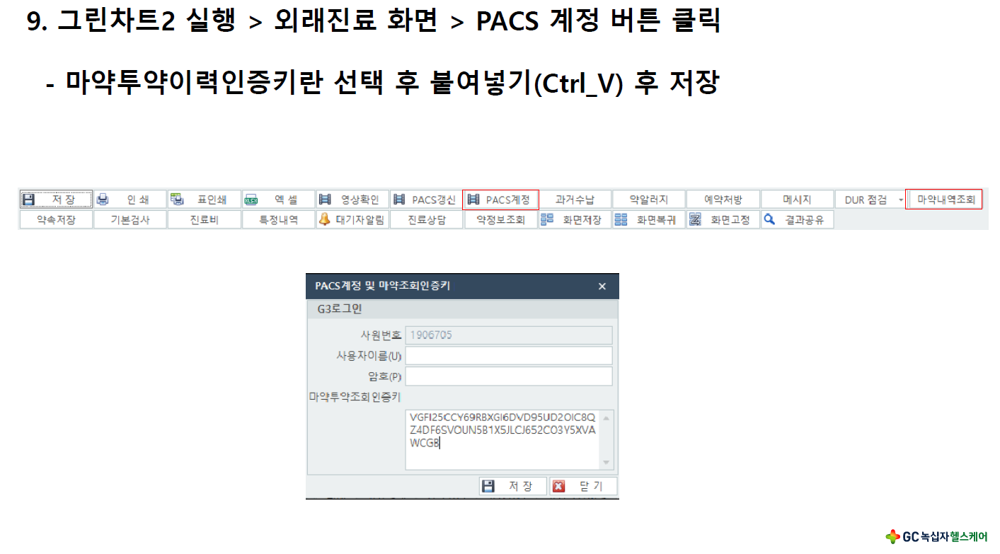 9. 그린차트2 실행 > 외래진료 화면 > PACS 계정 버튼 클릭
- 마약투약이력인증키란 선택 후 붙여넣기(Ctrl_V) 후 저장
저 장 인 쇄 표인쇄 엑 셀 영상확인 PACS갱신 PACS계정 과거수납 약알러지 예약처방 메시지 DUR 점검 마약내역조회
약속저장 기본검사 진료비 특정내역 대기자알림 진료상담 약정보조회 화면저장 화면복귀 화면고정 결과공유
PACS계정 및 마약조회인증키
G3로그인
사원번호 1906705
사용자이름(U)
암호(P)
마약투약조회인증키
VGFI25CCY69RBXGI6DVD95UD2OIC8Q
Z4DF6SVOUN5B1X5JLCJ652CO3Y5XVA
WCGB
저 장 닫 기
GC녹십자헬스케어